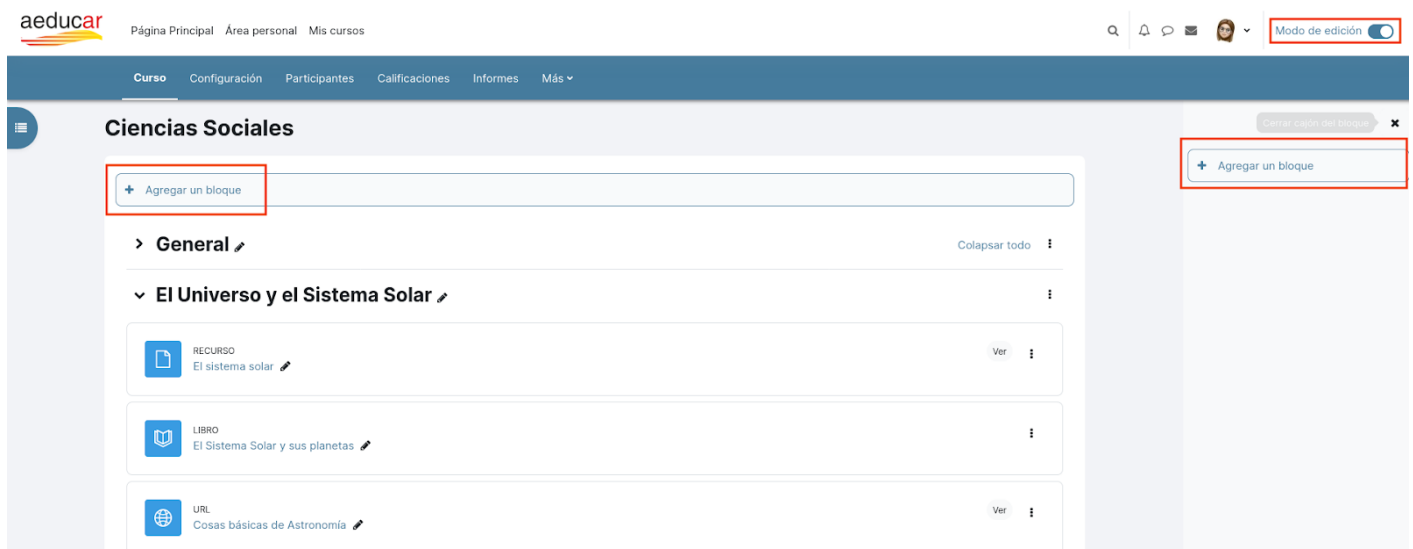 aeducar
Página Principal Área personal Mis cursos
Modo de edición
Curso Configuración Participantes Calificaciones Informes Más
Ciencias Sociales
Cerrar cajón del bloque
+ Agregar un bloque
+ Agregar un bloque
General
Colapsar todo
El Universo y el Sistema Solar
RECURSO
El sistema solar
Ver
LIBRO
El Sistema Solar y sus planetas
URL
Cosas básicas de Astronomía
Ver